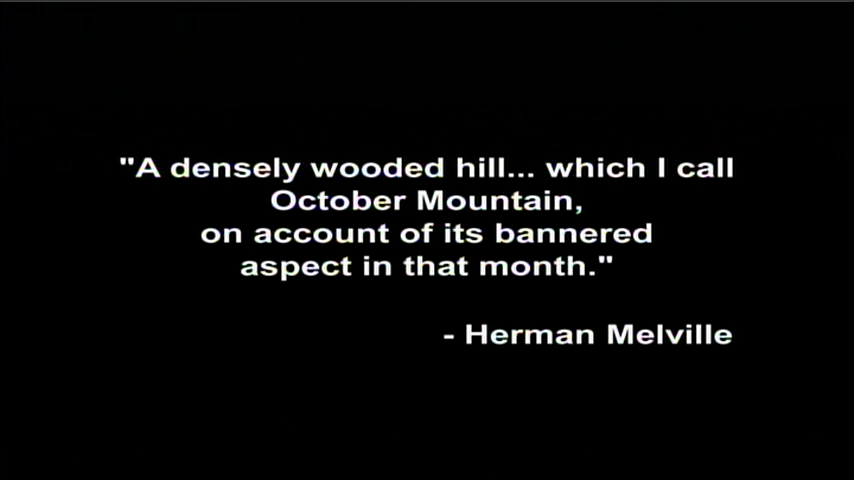 "A densely wooded hill... which I call
October Mountain,
on account of its bannered
aspect in that month."
- Herman Melville